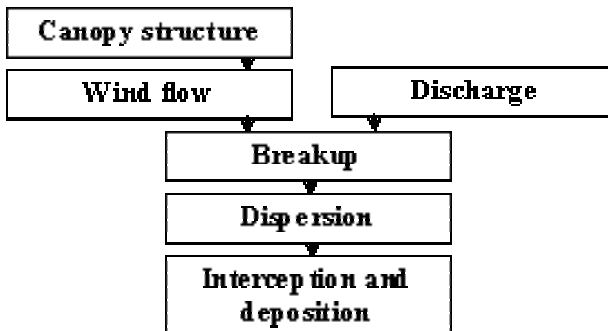 Canopy structure
Wind flow
Discharge
Breakup
Dispersion
Interception and
deposition